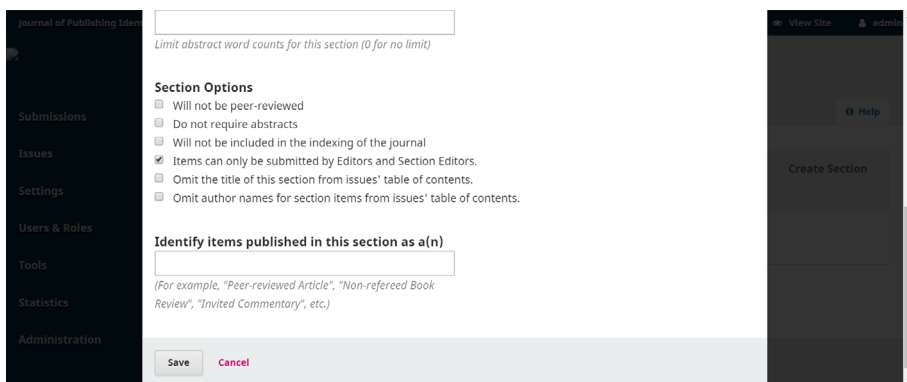 Journal of Publishing Iden
View Site
admin
Limit abstract word counts for this section (0 for no limit)
Section Options
Will not be peer-reviewed
Do not require abstracts
Will not be included in the indexing of the journal
Items can only be submitted by Editors and Section Editors.
Omit the title of this section from issues' table of contents.
Omit author names for section items from issues' table of contents.
Identify items published in this section as a(n)
(For example, "Peer-reviewed Article", "Non-refereed Book
Review", "Invited Commentary", etc.)
Save
Cancel
Submissions
Issues
Settings
Users & Roles
Tools
Statistics
Administration
Help
Create Section